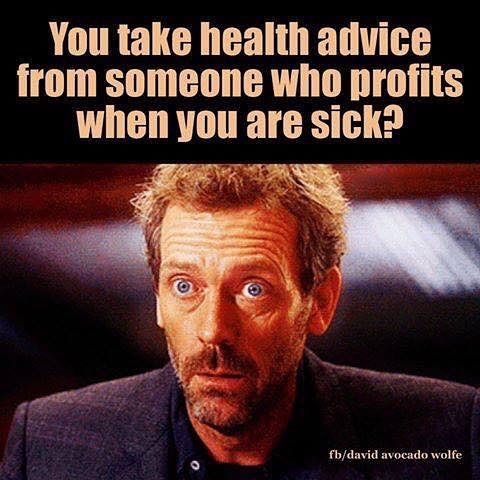 You take health advice
from someone who profits
when you are sick?
fb/david avocado wolfe